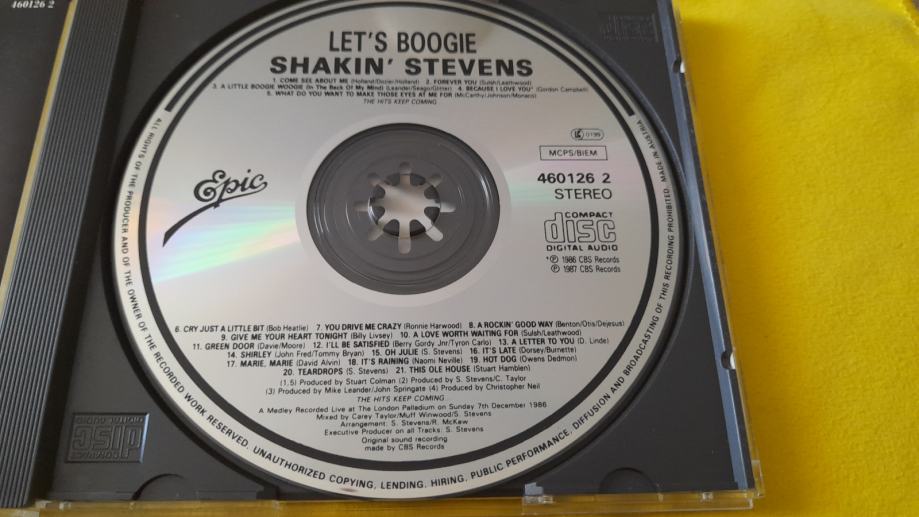 460126 2
LET'S BOOGIE
SHAKIN' STEVENS
1. COME SEE ABOUT ME (Holland/Dozier/Holland) 2. FOREVER YOU (Sulsh/Leathwood)
3. A LITTLE BOOGIE WOOGIE (In The Back Of My Mind) (Leander/Seago/Glitter) 4. BECAUSE I LOVE YOU* (Gordon Campbell)
5. WHAT DO YOU WANT TO MAKE THOSE EYES AT ME FOR (McCarthy/Johnson/Monaco)
THE HITS KEEP COMING
LC 0199
MCPS/BIEM
460126 2
STEREO
Epic
COMPACT
disc
DIGITAL AUDIO
*℗ 1986 CBS Records
℗ 1987 CBS Records
6. CRY JUST A LITTLE BIT (Bob Heatlie) 7. YOU DRIVE ME CRAZY (Ronnie Harwood) 8. A ROCKIN' GOOD WAY (Benton/Otis/Dejesus)
9. GIVE ME YOUR HEART TONIGHT (Billy Livsey) 10. A LOVE WORTH WAITING FOR (Sulsh/Leathwood)
11. GREEN DOOR (Davie/Moore) 12. I'LL BE SATISFIED (Berry Gordy Jnr/Tyron Carlo) 13. A LETTER TO YOU (D. Linde)
14. SHIRLEY (John Fred/Tommy Bryan) 15. OH JULIE (S. Stevens) 16. IT'S LATE (Dorsey/Burnette)
17. MARIE, MARIE (David Alvin) 18. IT'S RAINING (Naomi Neville) 19. HOT DOG (Owens Dedmon)
20. TEARDROPS (S. Stevens) 21. THIS OLE HOUSE (Stuart Hamblen)
(1, 5) Produced by Stuart Colman (2) Produced by S. Stevens/C. Taylor
(3) Produced by Mike Leander/John Springate (4) Produced by Christopher Neil
THE HITS KEEP COMING
A Medley Recorded Live at The London Palladium on Sunday 7th December 1986
Mixed by Carey Taylor/Muff Winwood/S. Stevens
Arrangement: S. Stevens/R. McKaw
Executive Producer on all Tracks: S. Stevens
Original sound recording
made by CBS Records
ALL RIGHTS OF THE PRODUCER AND OF THE OWNER OF THE RECORDED WORK RESERVED. UNAUTHORIZED COPYING, LENDING, HIRING, PUBLIC PERFORMANCE, DIFFUSION AND BROADCASTING OF THIS RECORDING PROHIBITED. MADE IN AUSTRIA
COMPACT
disc
DIGITAL AUDIO